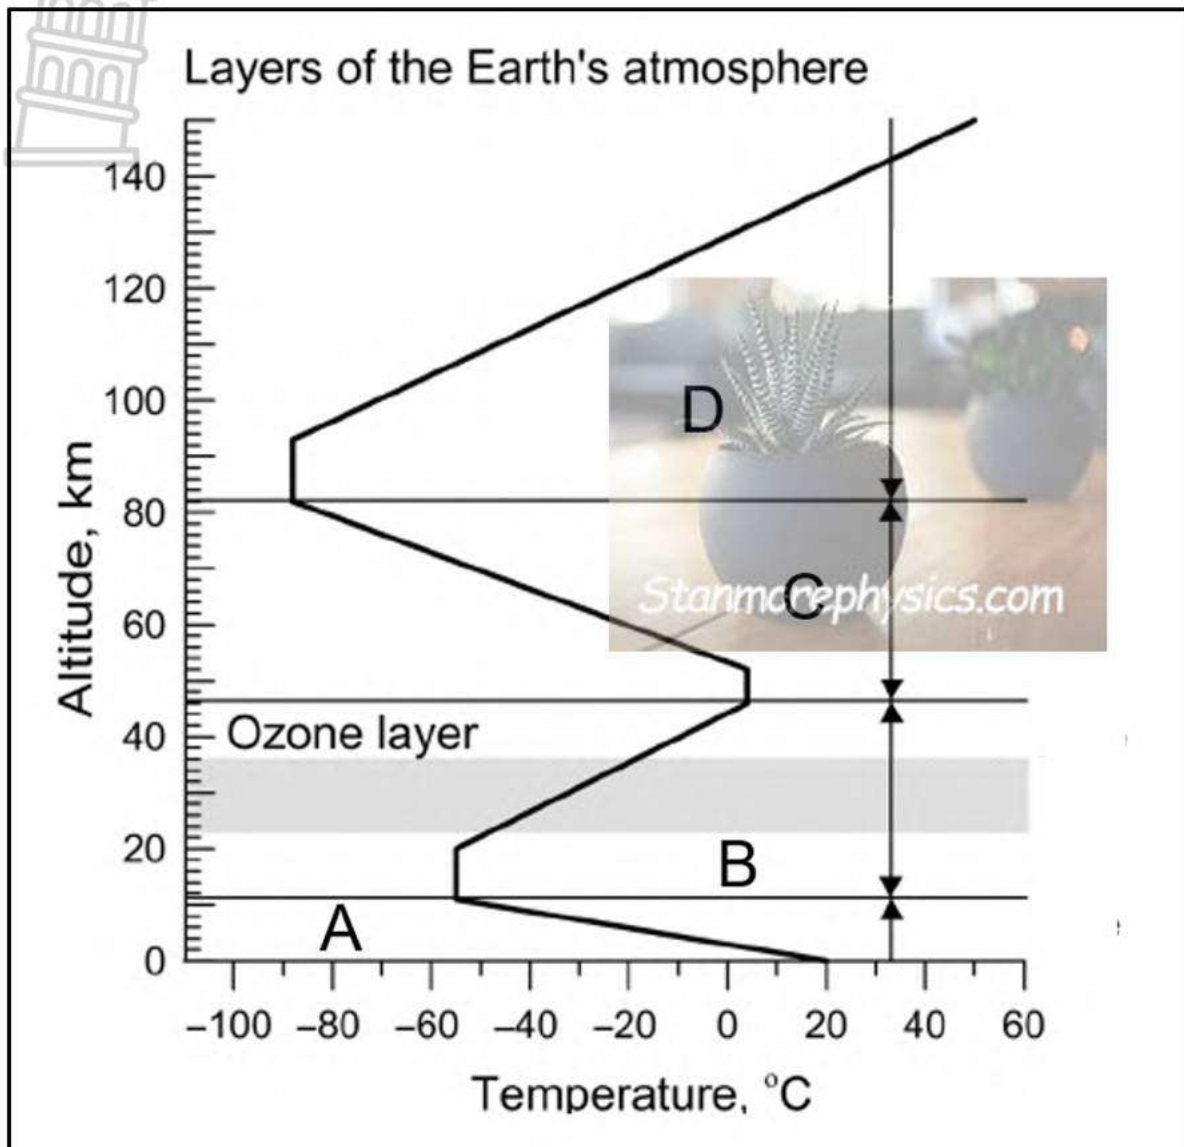 Layers of the Earth's atmosphere
140
120
100
D
80
C
Stanmorephysics.com
60
Altitude, km
Ozone layer
40
20
B
A
0
–100 –80 –60 –40 –20 0 20 40 60
Temperature, °C